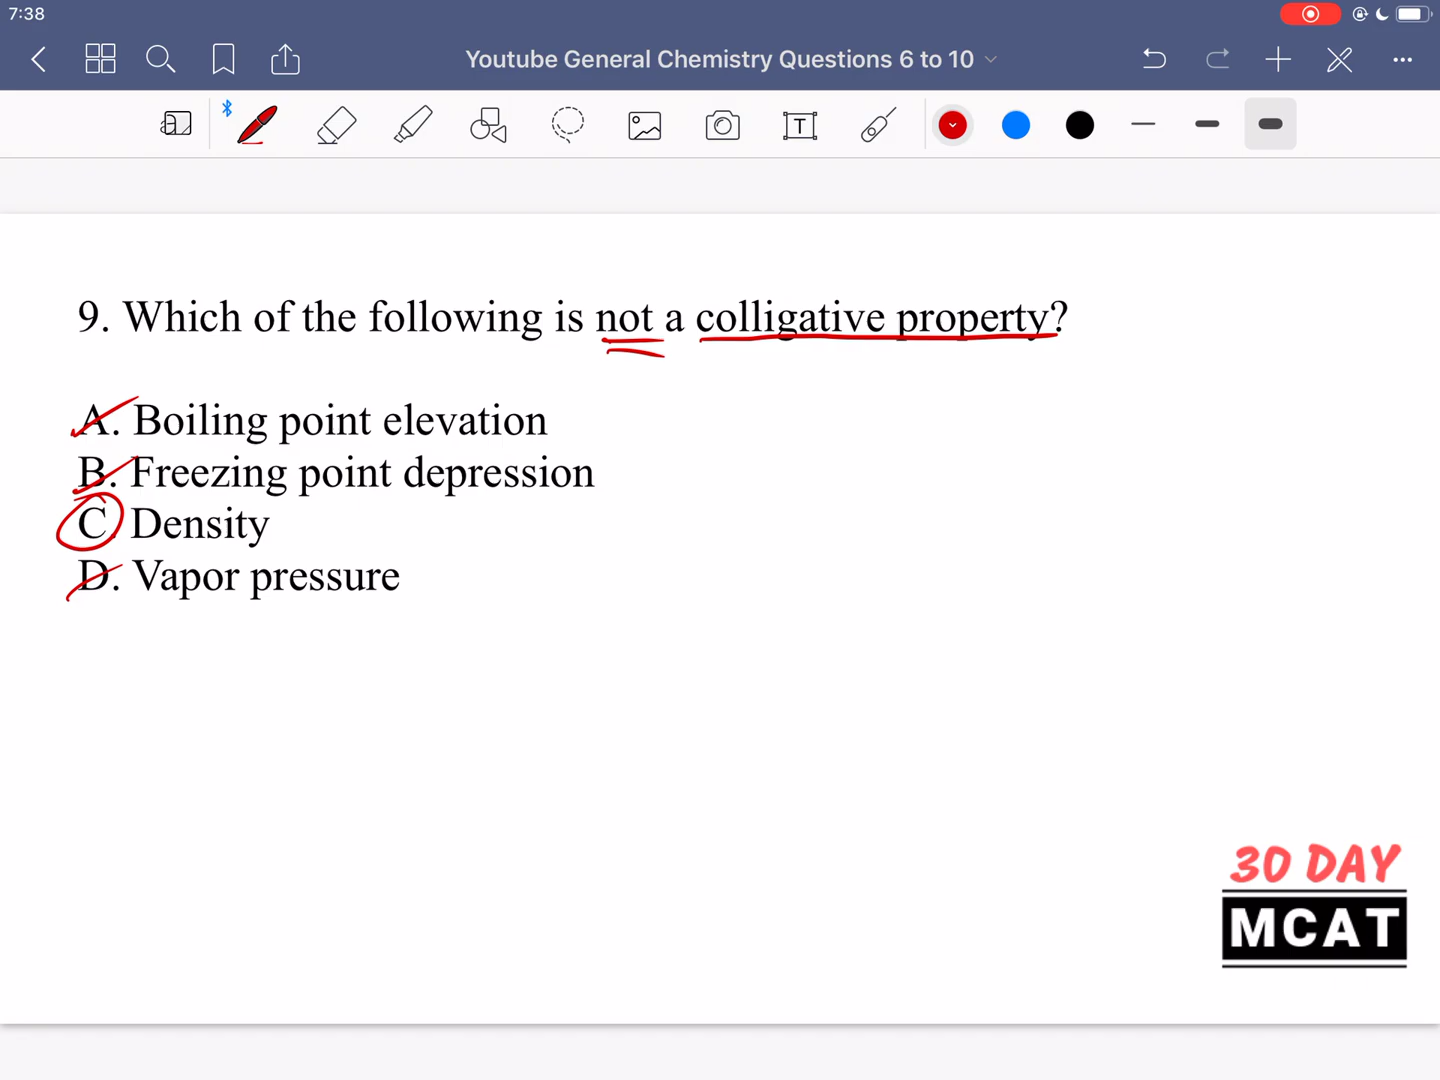 7:38
Youtube General Chemistry Questions 6 to 10
a
T
9. Which of the following is not a colligative property?
A. Boiling point elevation
B. Freezing point depression
C. Density
D. Vapor pressure
30 DAY
MCAT